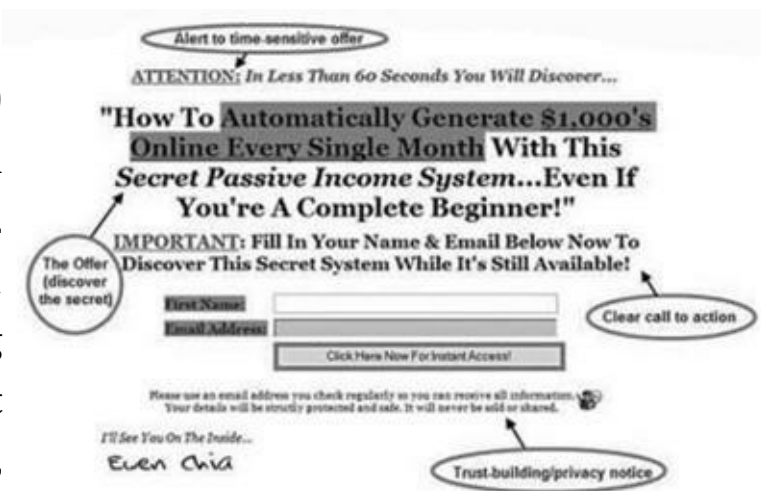 Alert to time-sensitive offer
ATTENTION: In Less Than 60 Seconds You Will Discover...
"How To Automatically Generate $1,000's
Online Every Single Month With This
Secret Passive Income System...Even If
You're A Complete Beginner!"
IMPORTANT: Fill In Your Name & Email Below Now To
Discover This Secret System While It's Still Available!
The Offer
(discover
the secret)
Clear call to action
First Name:
Email Address:
Click Here Now For Instant Access!
Please use an email address you check regularly so you can receive all information.
Your details will be strictly protected and safe. It will never be sold or shared.
I'll See You On The Inside...
Ewen Chia
Trust-building/privacy notice